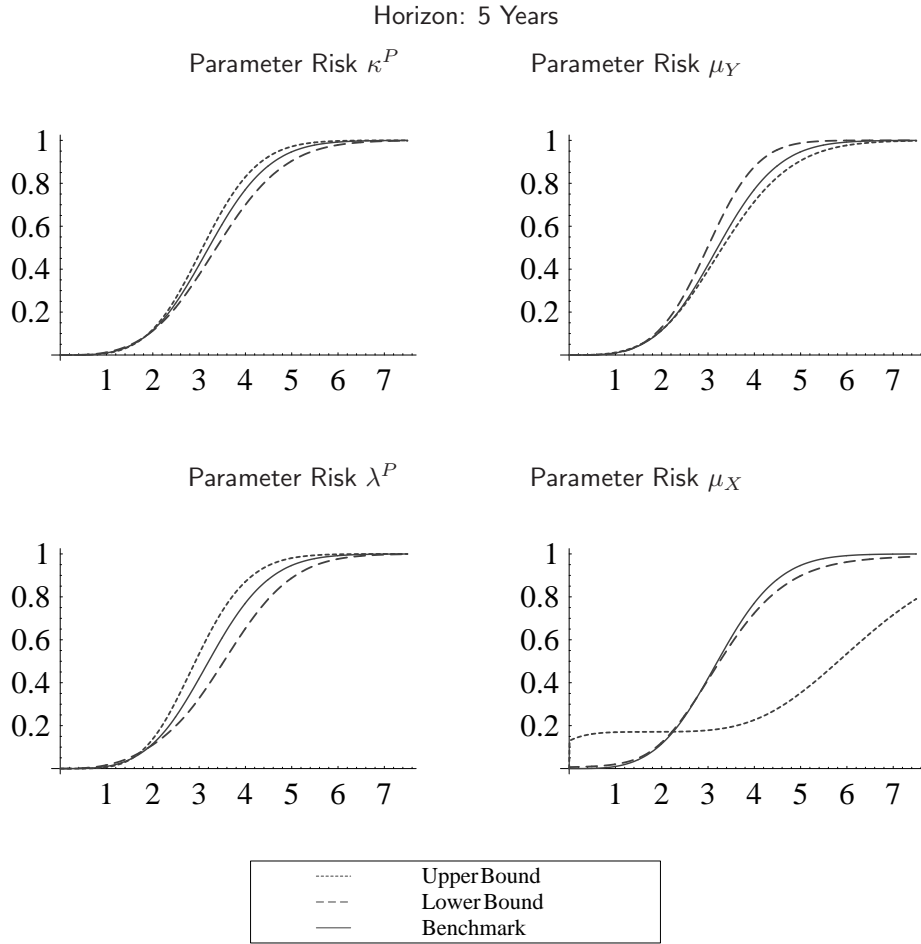 Horizon: 5 Years
Parameter Risk κ^P
Parameter Risk μ_Y
1
0.8
0.6
0.4
0.2
1 2 3 4 5 6 7
1
0.8
0.6
0.4
0.2
1 2 3 4 5 6 7
Parameter Risk λ^P
Parameter Risk μ_X
1
0.8
0.6
0.4
0.2
1 2 3 4 5 6 7
1
0.8
0.6
0.4
0.2
1 2 3 4 5 6 7
Upper Bound
Lower Bound
Benchmark